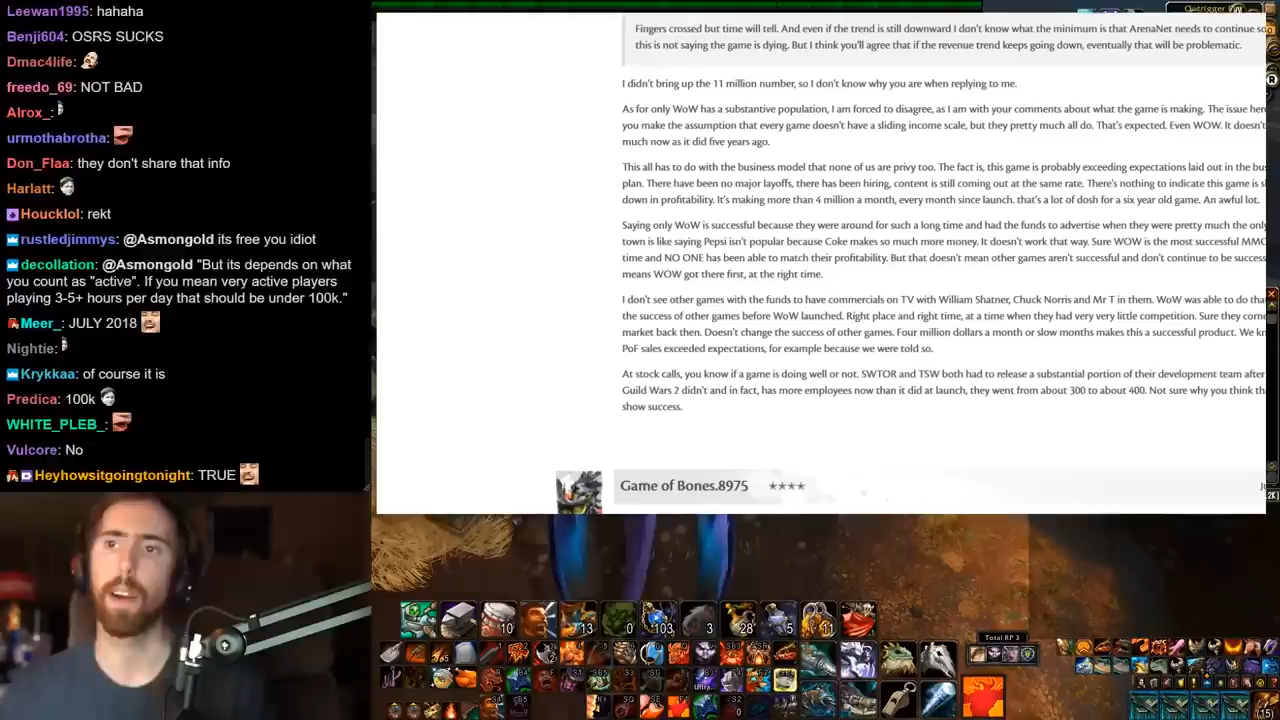 Leewan1995: hahaha
Benji604: OSRS SUCKS
Dmac4life:
freedo_69: NOT BAD
Alrox_:
urmothabrotha:
Don_Flaa: they don't share that info
Harlatt:
Houcklol: rekt
rustledjimmys: @Asmongold its free you idiot
decollation: @Asmongold "But its depends on what
you count as "active". If you mean very active players
playing 3-5+ hours per day that should be under 100k."
Meer_: JULY 2018
Nightie:
Krykkaa: of course it is
Predica: 100k
WHITE_PLEB_:
Vulcore: No
Heyhowsitgoingtonight: TRUE
Outrigger
Fingers crossed but time will tell. And even if the trend is still downward I don't know what the minimum is that ArenaNet needs to continue so
this is not saying the game is dying. But I think you'll agree that if the revenue trend keeps going down, eventually that will be problematic.
I didn't bring up the 11 million number, so I don't know why you are when replying to me.
As for only WoW has a substantive population, I am forced to disagree, as I am with your comments about what the game is making. The issue here
you make the assumption that every game doesn't have a sliding income scale, but they pretty much all do. That's expected. Even WOW. It doesn'
much now as it did five years ago.
This all has to do with the business model that none of us are privy too. The fact is, this game is probably exceeding expectations laid out in the bus
plan. There have been no major layoffs, there has been hiring, content is still coming out at the same rate. There's nothing to indicate this game is s
down in profitability. It's making more than 4 million a month, every month since launch. that's a lot of dosh for a six year old game. An awful lot.
Saying only WoW is successful because they were around for such a long time and had the funds to advertise when they were pretty much the only
town is like saying Pepsi isn't popular because Coke makes so much more money. It doesn't work that way. Sure WOW is the most successful MMO
time and NO ONE has been able to match their profitability. But that doesn't mean other games aren't successful and don't continue to be success
means WOW got there first, at the right time.
I don't see other games with the funds to have commercials on TV with William Shatner, Chuck Norris and Mr T in them. WoW was able to do tha
the success of other games before WoW launched. Right place and right time, at a time when they had very very little competition. Sure they corne
market back then. Doesn't change the success of other games. Four million dollars a month or slow months makes this a successful product. We kn
PoF sales exceeded expectations, for example because we were told so.
At stock calls, you know if a game is doing well or not. SWTOR and TSW both had to release a substantial portion of their development team after
Guild Wars 2 didn't and in fact, has more employees now than it did at launch, they went from about 300 to about 400. Not sure why you think tha
show success.
Game of Bones.8975
10 13 0 103 3 28 5 11
Total RP 3